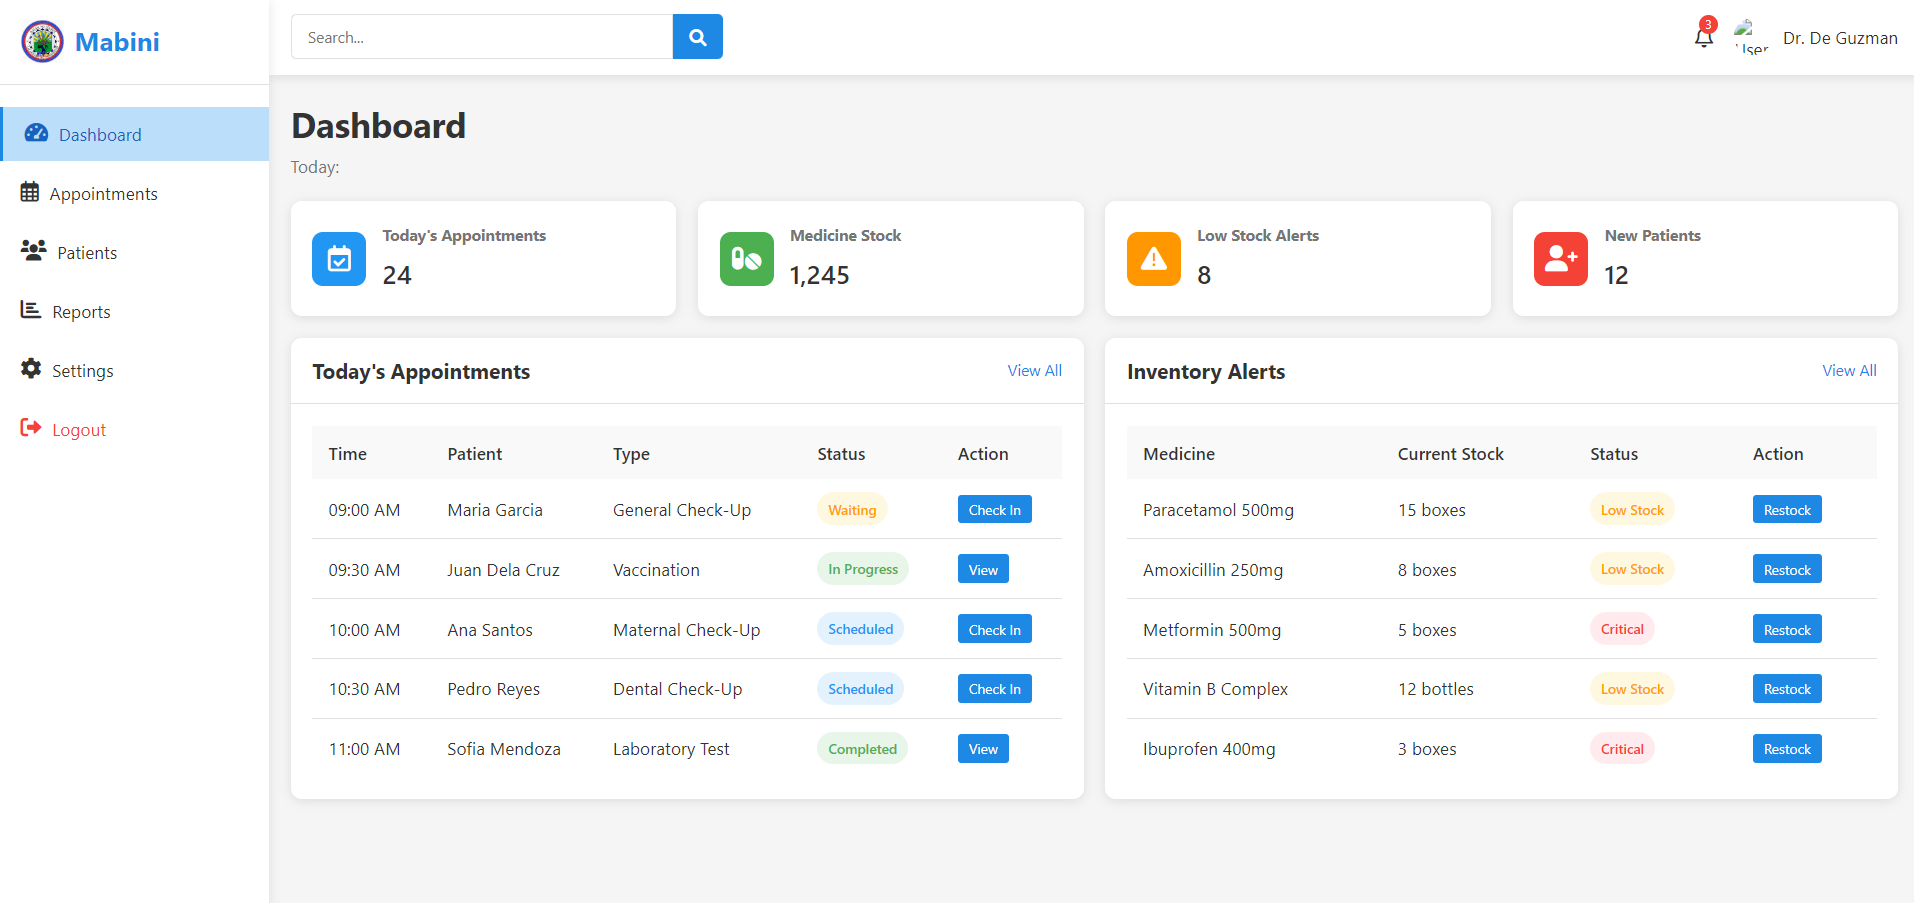 Mabini
Search...
3
User
Dr. De Guzman
Dashboard
Appointments
Patients
Reports
Settings
Logout
Dashboard
Today:
Today's Appointments
24
Medicine Stock
1,245
Low Stock Alerts
8
New Patients
12
Today's Appointments View All
Time Patient Type Status Action
09:00 AM Maria Garcia General Check-Up Waiting Check In
09:30 AM Juan Dela Cruz Vaccination In Progress View
10:00 AM Ana Santos Maternal Check-Up Scheduled Check In
10:30 AM Pedro Reyes Dental Check-Up Scheduled Check In
11:00 AM Sofia Mendoza Laboratory Test Completed View
Inventory Alerts View All
Medicine Current Stock Status Action
Paracetamol 500mg 15 boxes Low Stock Restock
Amoxicillin 250mg 8 boxes Low Stock Restock
Metformin 500mg 5 boxes Critical Restock
Vitamin B Complex 12 bottles Low Stock Restock
Ibuprofen 400mg 3 boxes Critical Restock